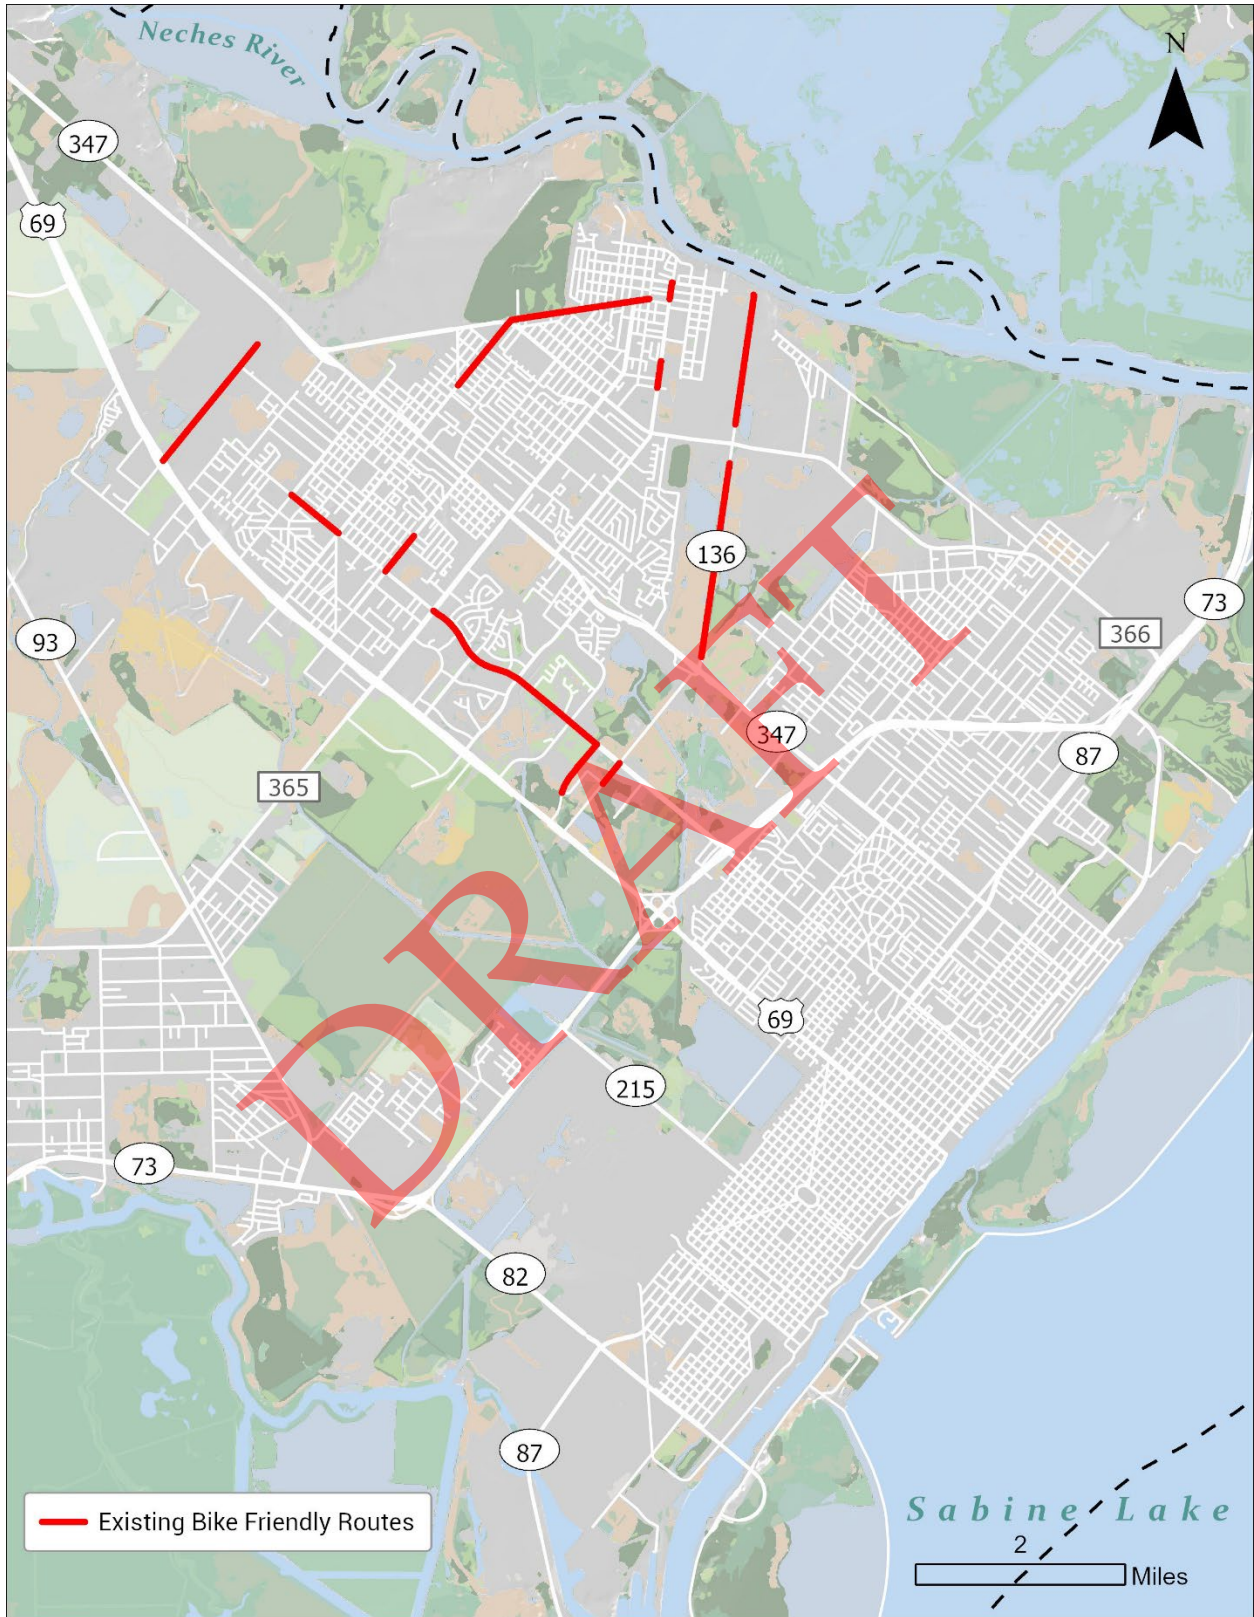 Neches River
N
347
69
136
73
93
366
347
87
365
DRAFT
69
215
73
82
87
Existing Bike Friendly Routes
Sabine Lake
2
Miles